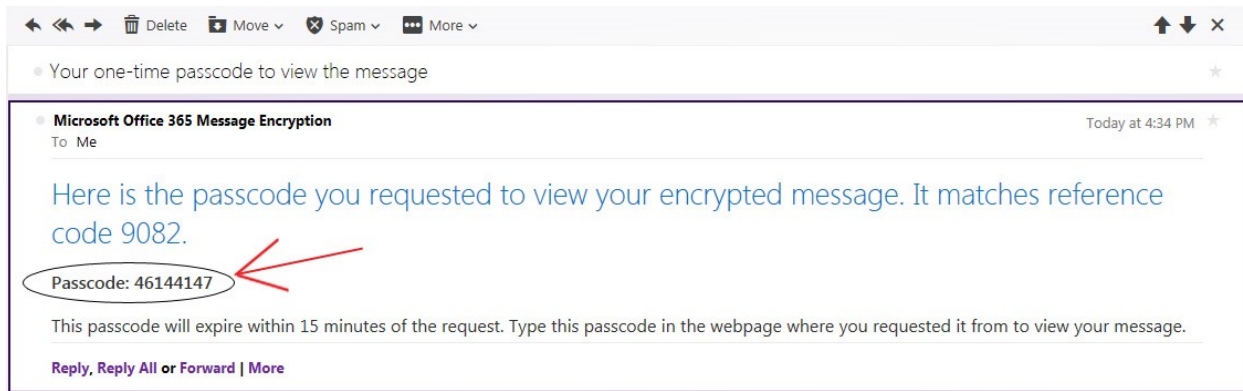 Delete Move Spam More
Your one-time passcode to view the message
Microsoft Office 365 Message Encryption Today at 4:34 PM
To Me
Here is the passcode you requested to view your encrypted message. It matches reference
code 9082.
Passcode: 46144147
This passcode will expire within 15 minutes of the request. Type this passcode in the webpage where you requested it from to view your message.
Reply, Reply All or Forward | More